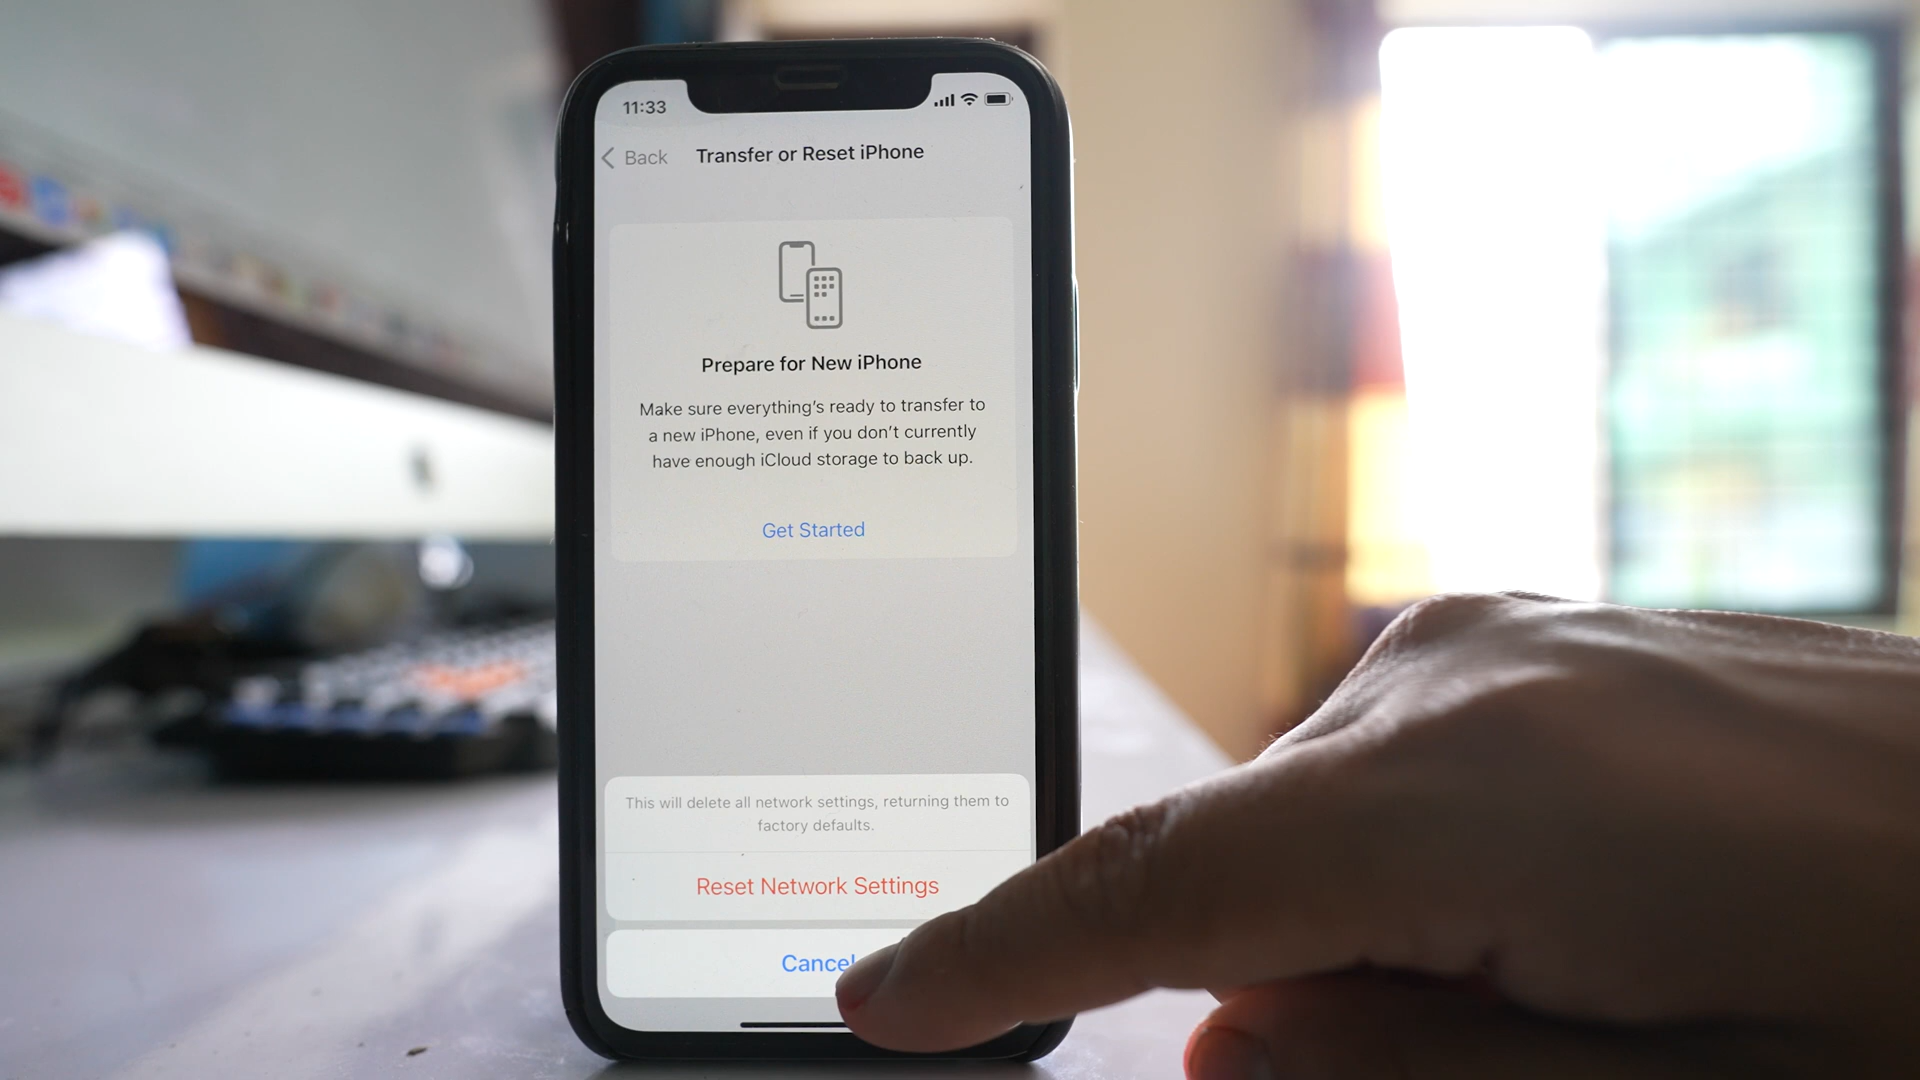 11:33
Back
Transfer or Reset iPhone
Prepare for New iPhone
Make sure everything's ready to transfer to
a new iPhone, even if you don't currently
have enough iCloud storage to back up.
Get Started
This will delete all network settings, returning them to
factory defaults.
Reset Network Settings
Cancel